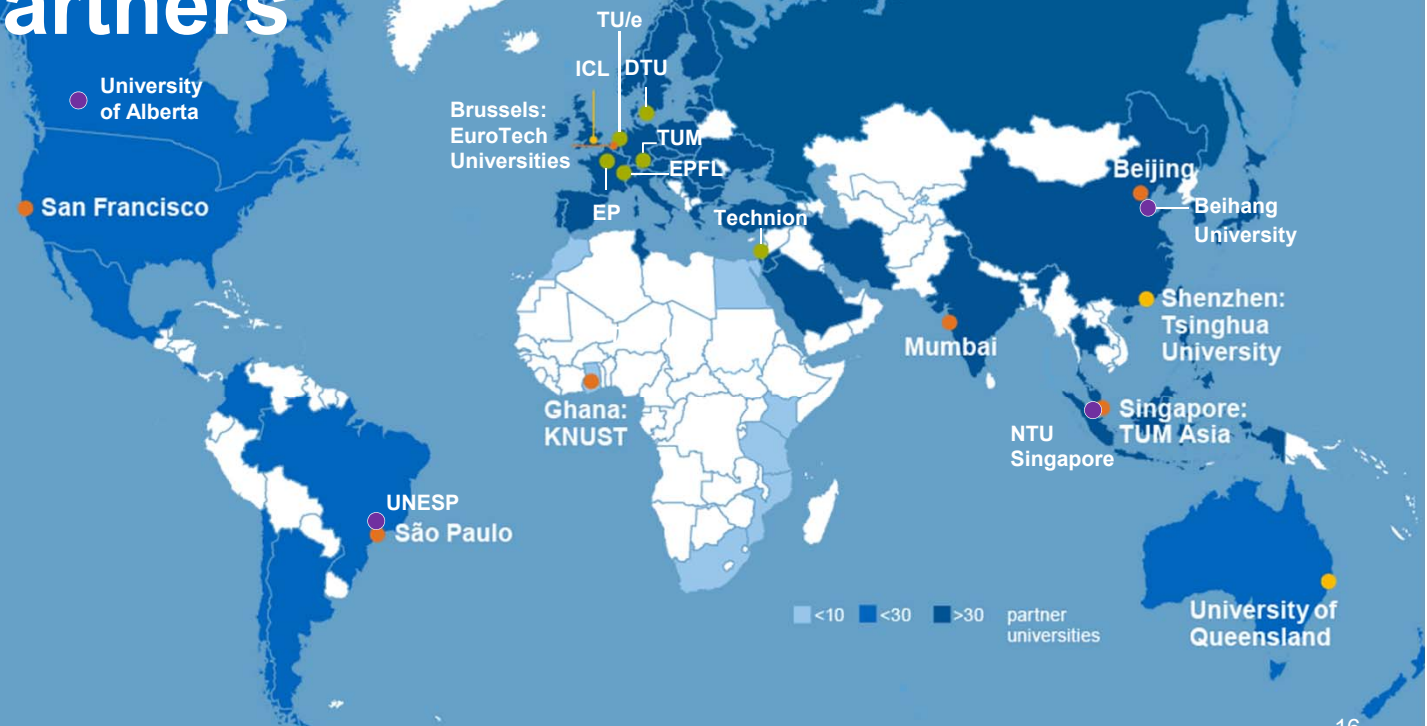 artners
TU/e
ICL
DTU
University
of Alberta
Brussels:
EuroTech
Universities
TUM
EPFL
EP
Technion
Beijing
Beihang
University
San Francisco
Shenzhen:
Tsinghua
University
Mumbai
Ghana:
KNUST
Singapore:
TUM Asia
NTU
Singapore
UNESP
São Paulo
<10
<30
>30
partner
universities
University of
Queensland
16